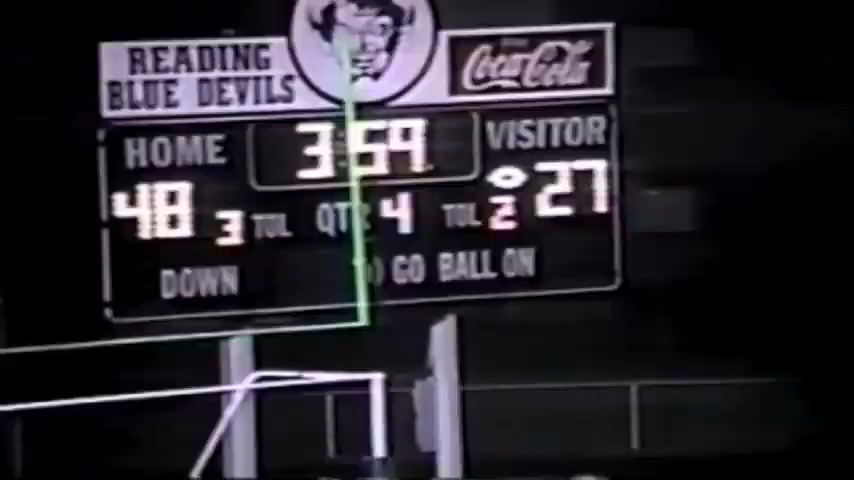 READING
BLUE DEVILS
Coca-Cola
HOME 3:59 VISITOR
48 3 TOL QTR 4 TOL 2 27
DOWN TO GO BALL ON